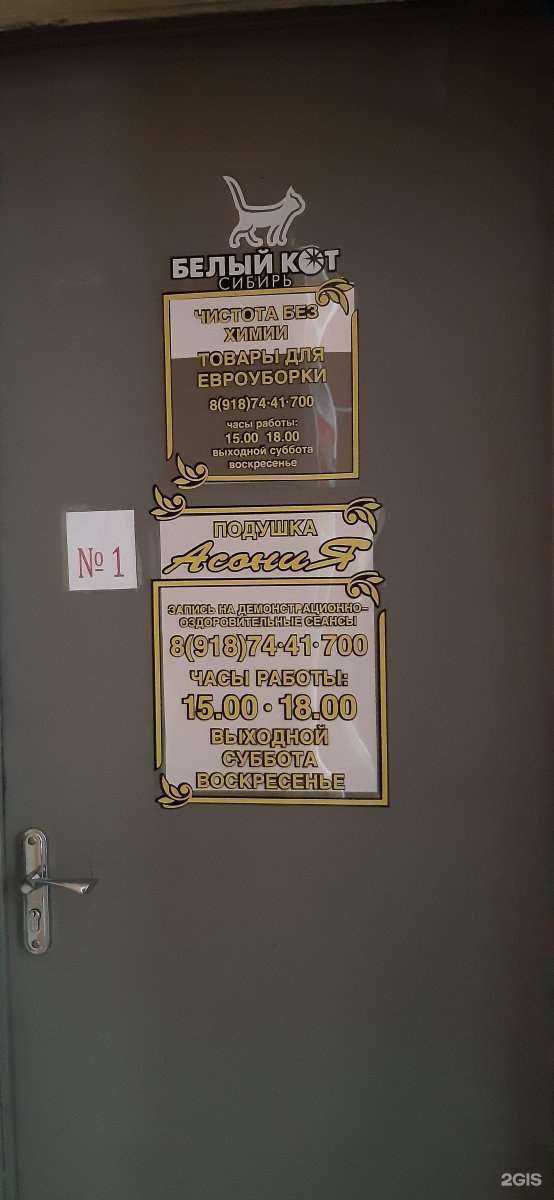 БЕЛЫЙ КОТ
СИБИРЬ
ЧИСТОТА БЕЗ
ХИМИИ
ТОВАРЫ ДЛЯ
ЕВРОУБОРКИ
8(918)74·41·700
часы работы:
15.00 18.00
выходной суббота
воскресенье
ПОДУШКА
АсониЯ
№ 1
ЗАПИСЬ НА ДЕМОНСТРАЦИОННО-
ОЗДОРОВИТЕЛЬНЫЕ СЕАНСЫ
8(918)74·41·700
ЧАСЫ РАБОТЫ:
15.00 · 18.00
ВЫХОДНОЙ
СУББОТА
ВОСКРЕСЕНЬЕ
2GIS